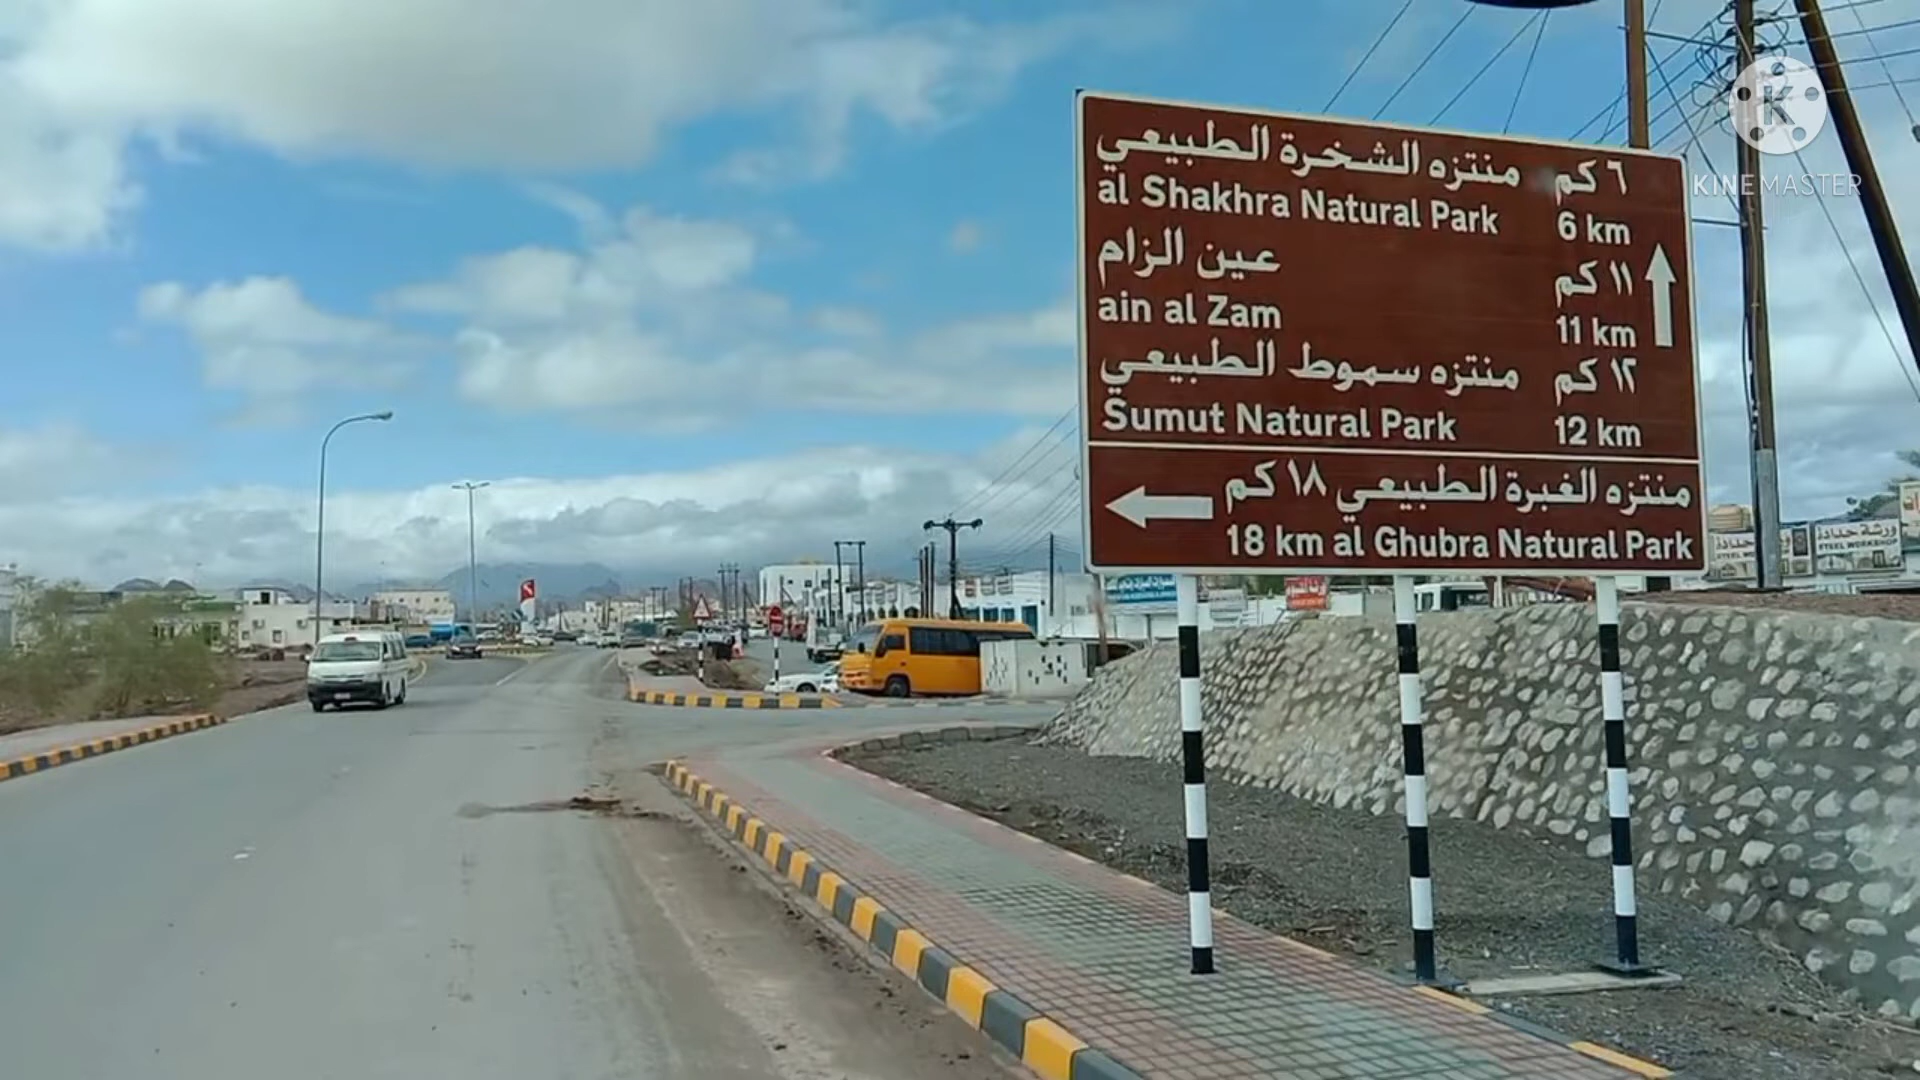 منتزه الشخرة الطبيعي ٦ كم
al Shakhra Natural Park 6 km
عين الزام ١١ كم
ain al Zam 11 km
منتزه سموط الطبيعي ١٢ كم
Sumut Natural Park 12 km
منتزه الغبرة الطبيعي ١٨ كم
18 km al Ghubra Natural Park
K
KINEMASTER
ورشة حدادة
STEEL WORKSHOP